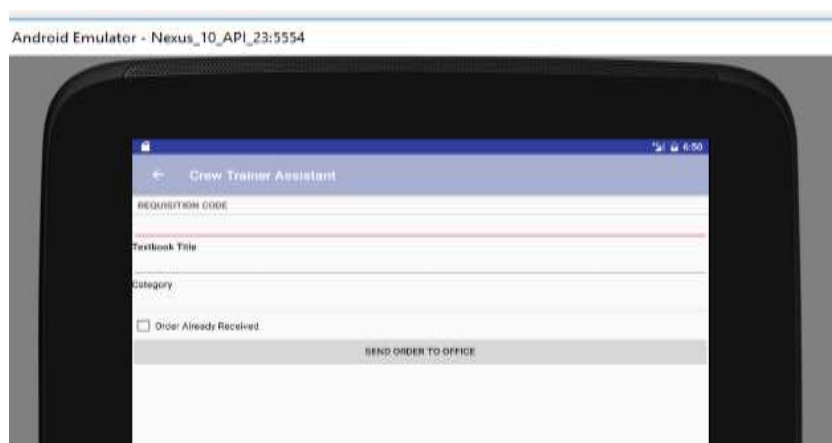 Android Emulator - Nexus_10_API_23:5554
6:50
Crew Trainer Assistant
REQUISITION CODE
Textbook Title
Category
Order Already Received
SEND ORDER TO OFFICE